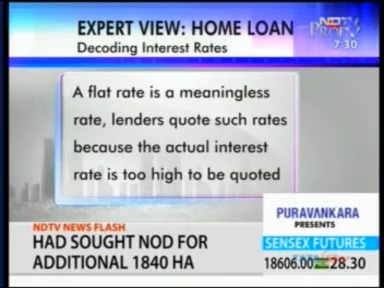 EXPERT VIEW: HOME LOAN
Decoding Interest Rates
NDTV
PROFIT
7:30
A flat rate is a meaningless
rate, lenders quote such rates
because the actual interest
rate is too high to be quoted
NDTV NEWS FLASH
HAD SOUGHT NOD FOR
ADDITIONAL 1840 HA
PURAVANKARA
PRESENTS
SENSEX FUTURES
18606.00
28.30